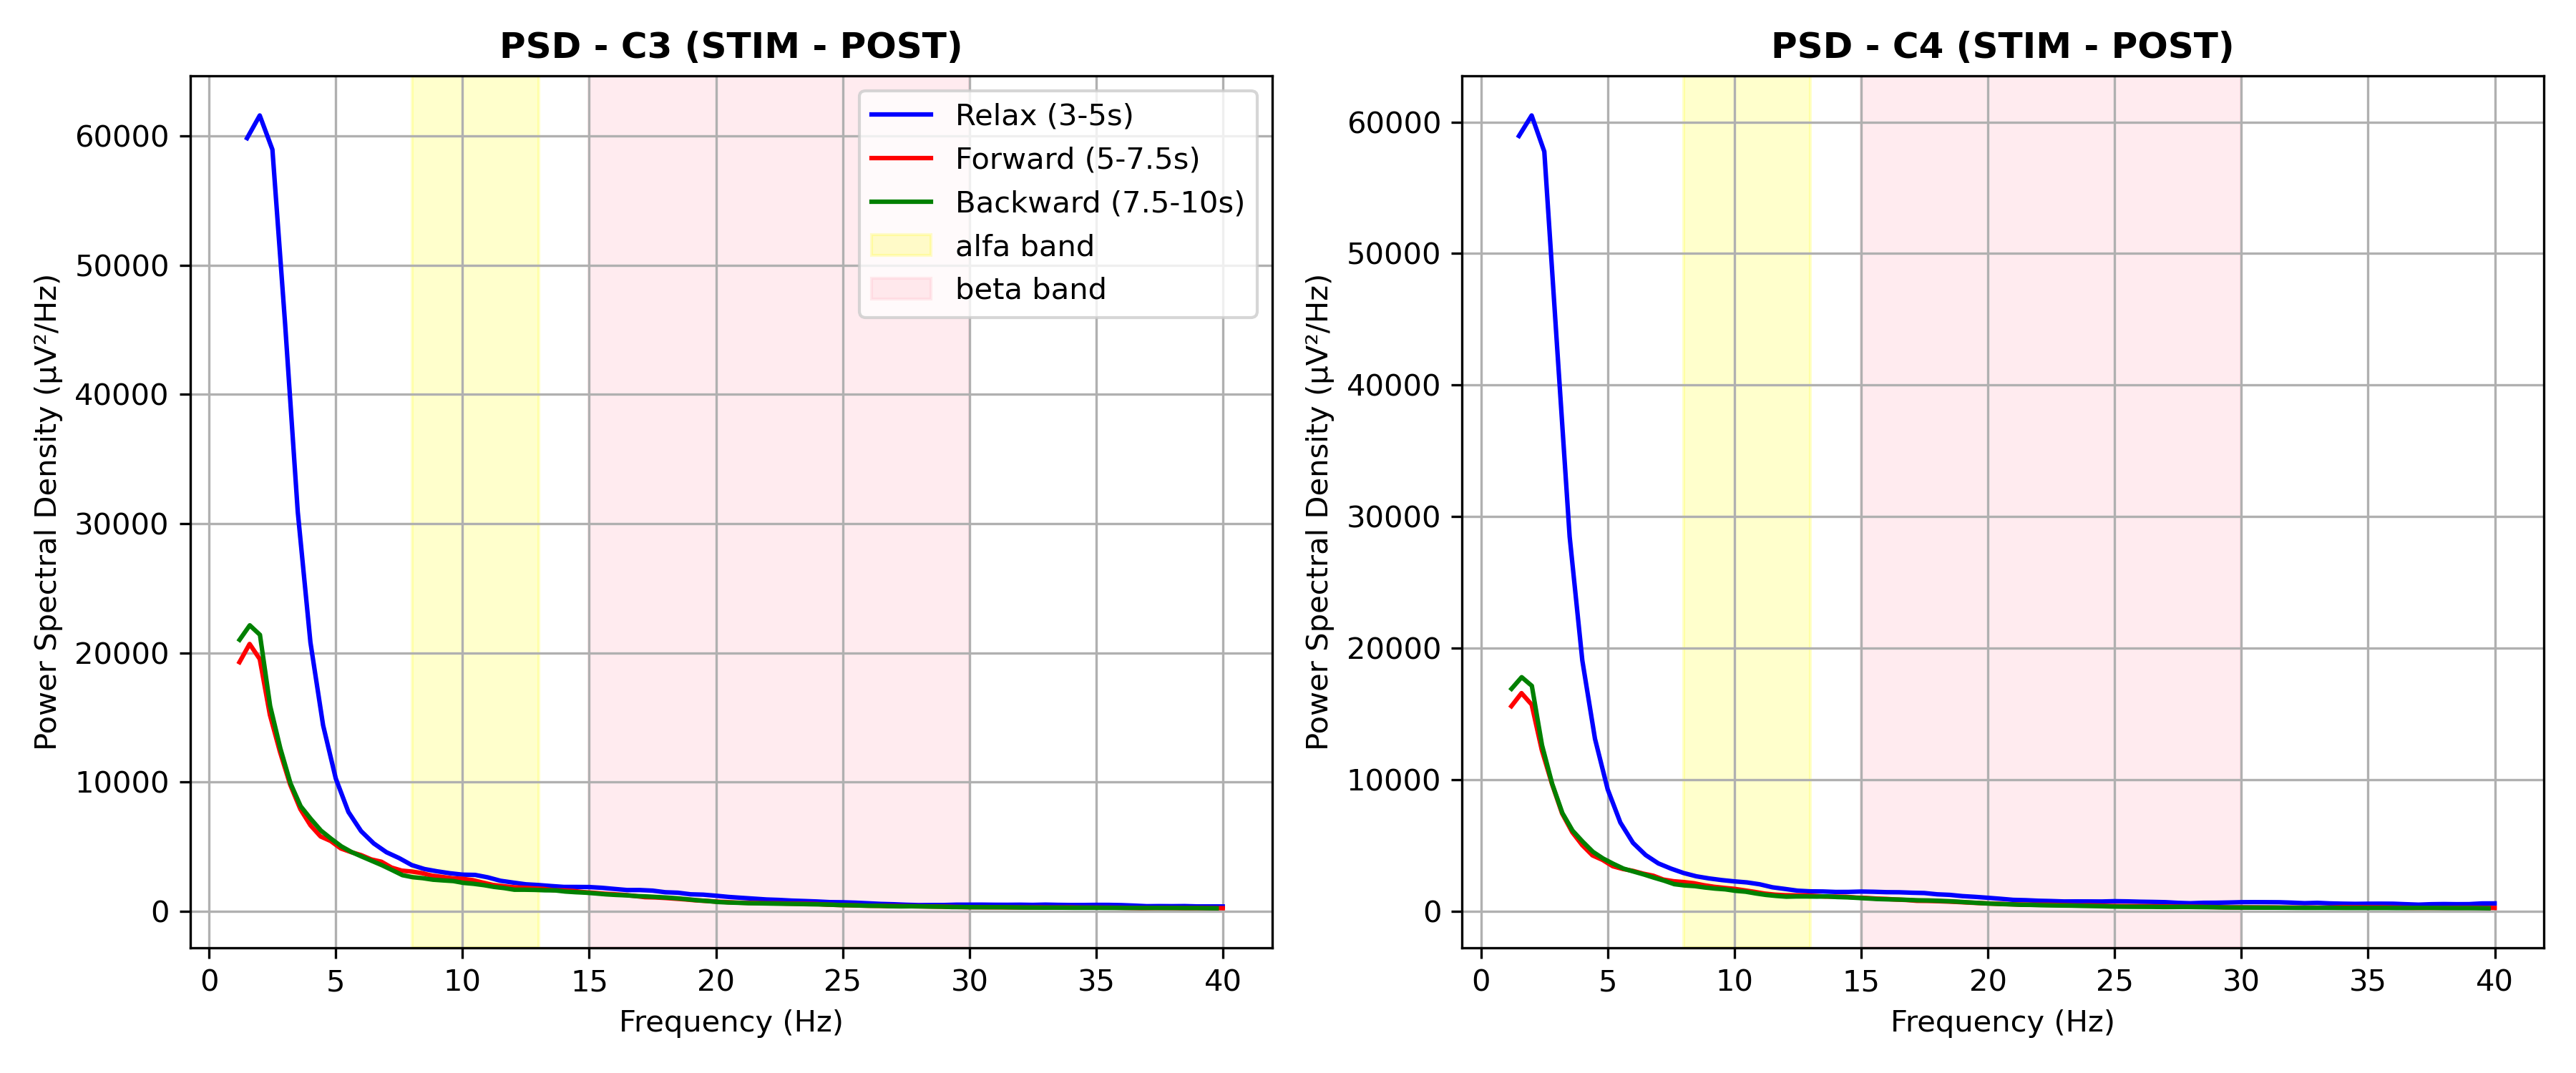 PSD - C3 (STIM - POST)
Power Spectral Density (µV²/Hz)
60000
50000
40000
30000
20000
10000
0
Relax (3-5s)
Forward (5-7.5s)
Backward (7.5-10s)
alfa band
beta band
0 5 10 15 20 25 30 35 40
Frequency (Hz)
PSD - C4 (STIM - POST)
Power Spectral Density (µV²/Hz)
60000
50000
40000
30000
20000
10000
0
0 5 10 15 20 25 30 35 40
Frequency (Hz)